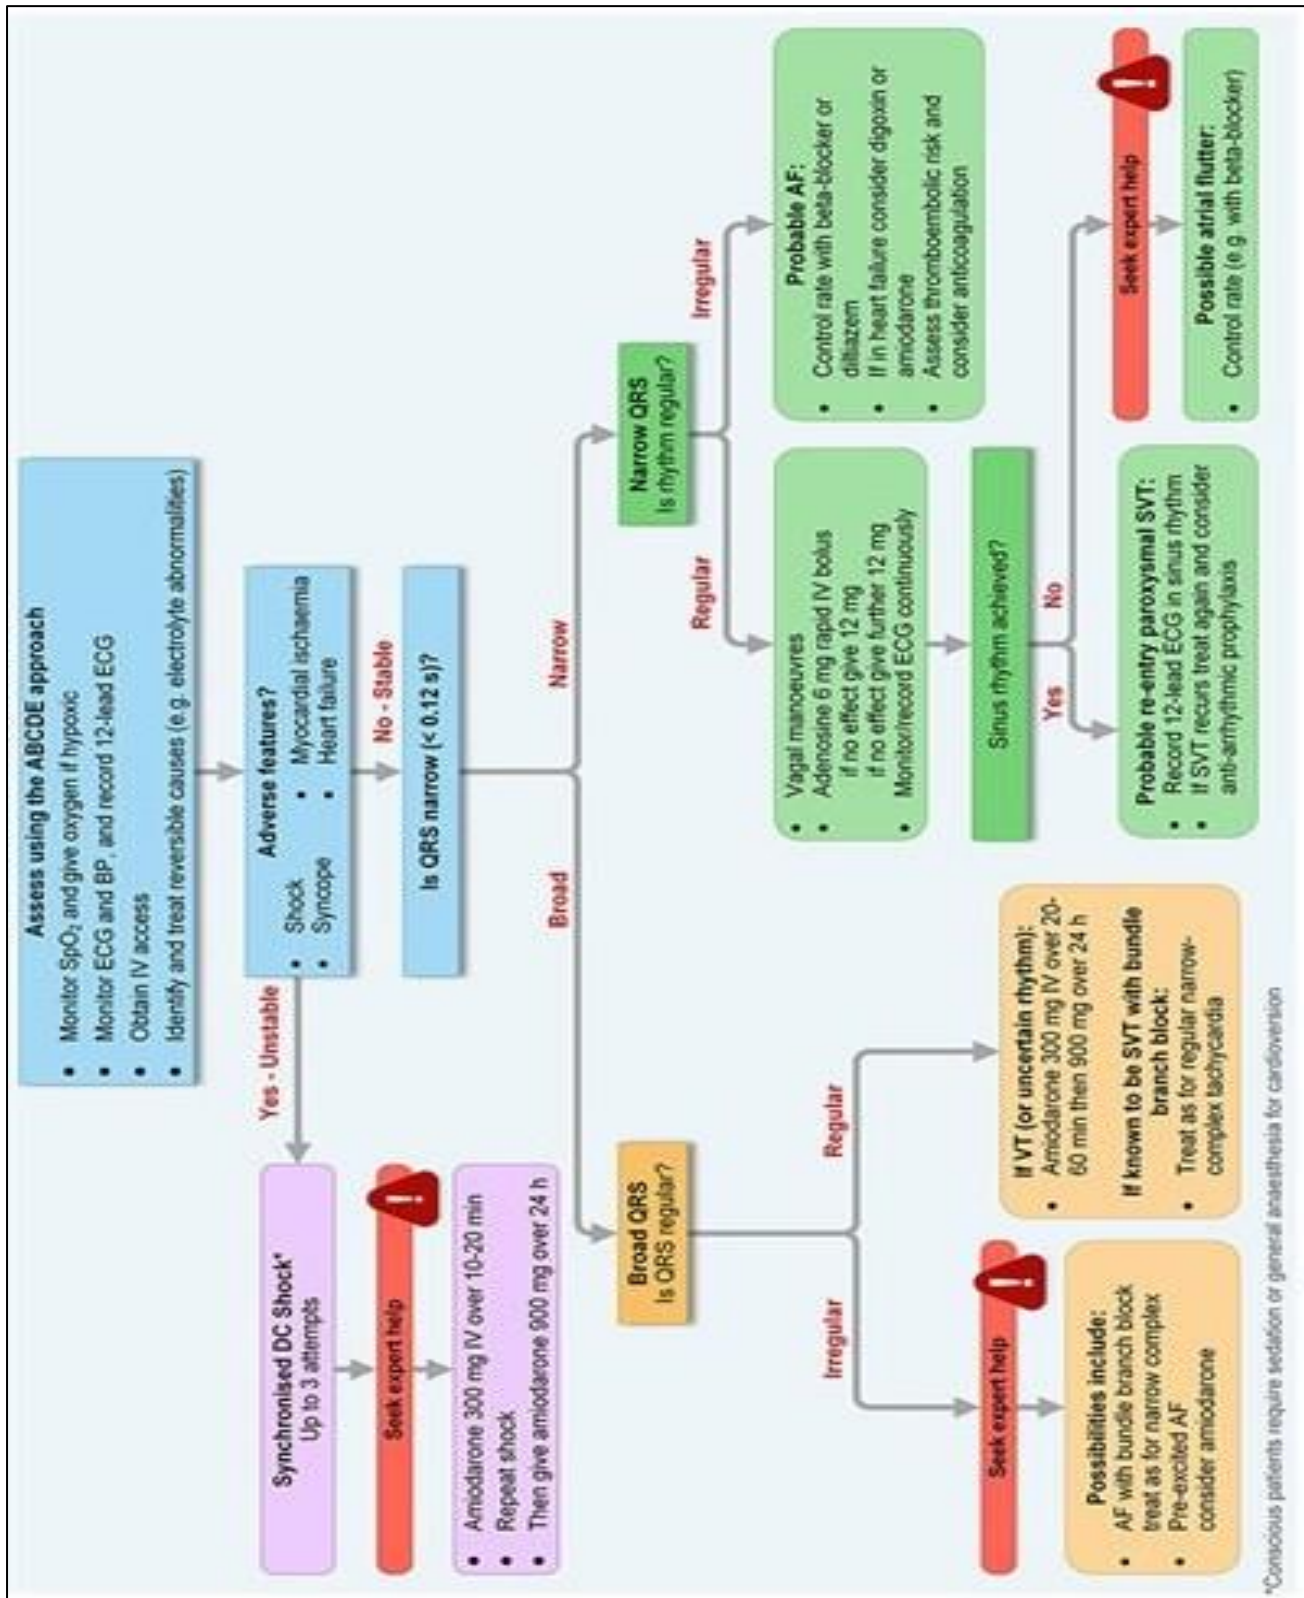 Assess using the ABCDE approach
• Monitor SpO₂ and give oxygen if hypoxic
• Monitor ECG and BP, and record 12-lead ECG
• Obtain IV access
• Identify and treat reversible causes (e.g. electrolyte abnormalities)
Adverse features?
• Shock
• Syncope
• Myocardial ischaemia
• Heart failure
Yes - Unstable
Synchronised DC Shock*
Up to 3 attempts
Seek expert help
!
• Amiodarone 300 mg IV over 10-20 min
• Repeat shock
• Then give amiodarone 900 mg over 24 h
No - Stable
Is QRS narrow (< 0.12 s)?
Broad
Narrow
Broad QRS
Is QRS regular?
Irregular
Regular
Seek expert help
!
Possibilities include:
• AF with bundle branch block
treat as for narrow complex
• Pre-excited AF
consider amiodarone
If VT (or uncertain rhythm):
• Amiodarone 300 mg IV over 20-
60 min then 900 mg over 24 h
If known to be SVT with bundle
branch block:
• Treat as for regular narrow-
complex tachycardia
Narrow QRS
Is rhythm regular?
Regular
Irregular
• Vagal manoeuvres
• Adenosine 6 mg rapid IV bolus
if no effect give 12 mg
if no effect give further 12 mg
• Monitor/record ECG continuously
Probable AF:
• Control rate with beta-blocker or
diltiazem
• If in heart failure consider digoxin or
amiodarone
• Assess thromboembolic risk and
consider anticoagulation
Sinus rhythm achieved?
Yes
No
Probable re-entry paroxysmal SVT:
• Record 12-lead ECG in sinus rhythm
• If SVT recurs treat again and consider
anti-arrhythmic prophylaxis
Seek expert help
!
Possible atrial flutter:
• Control rate (e.g. with beta-blocker)
*Conscious patients require sedation or general anaesthesia for cardioversion